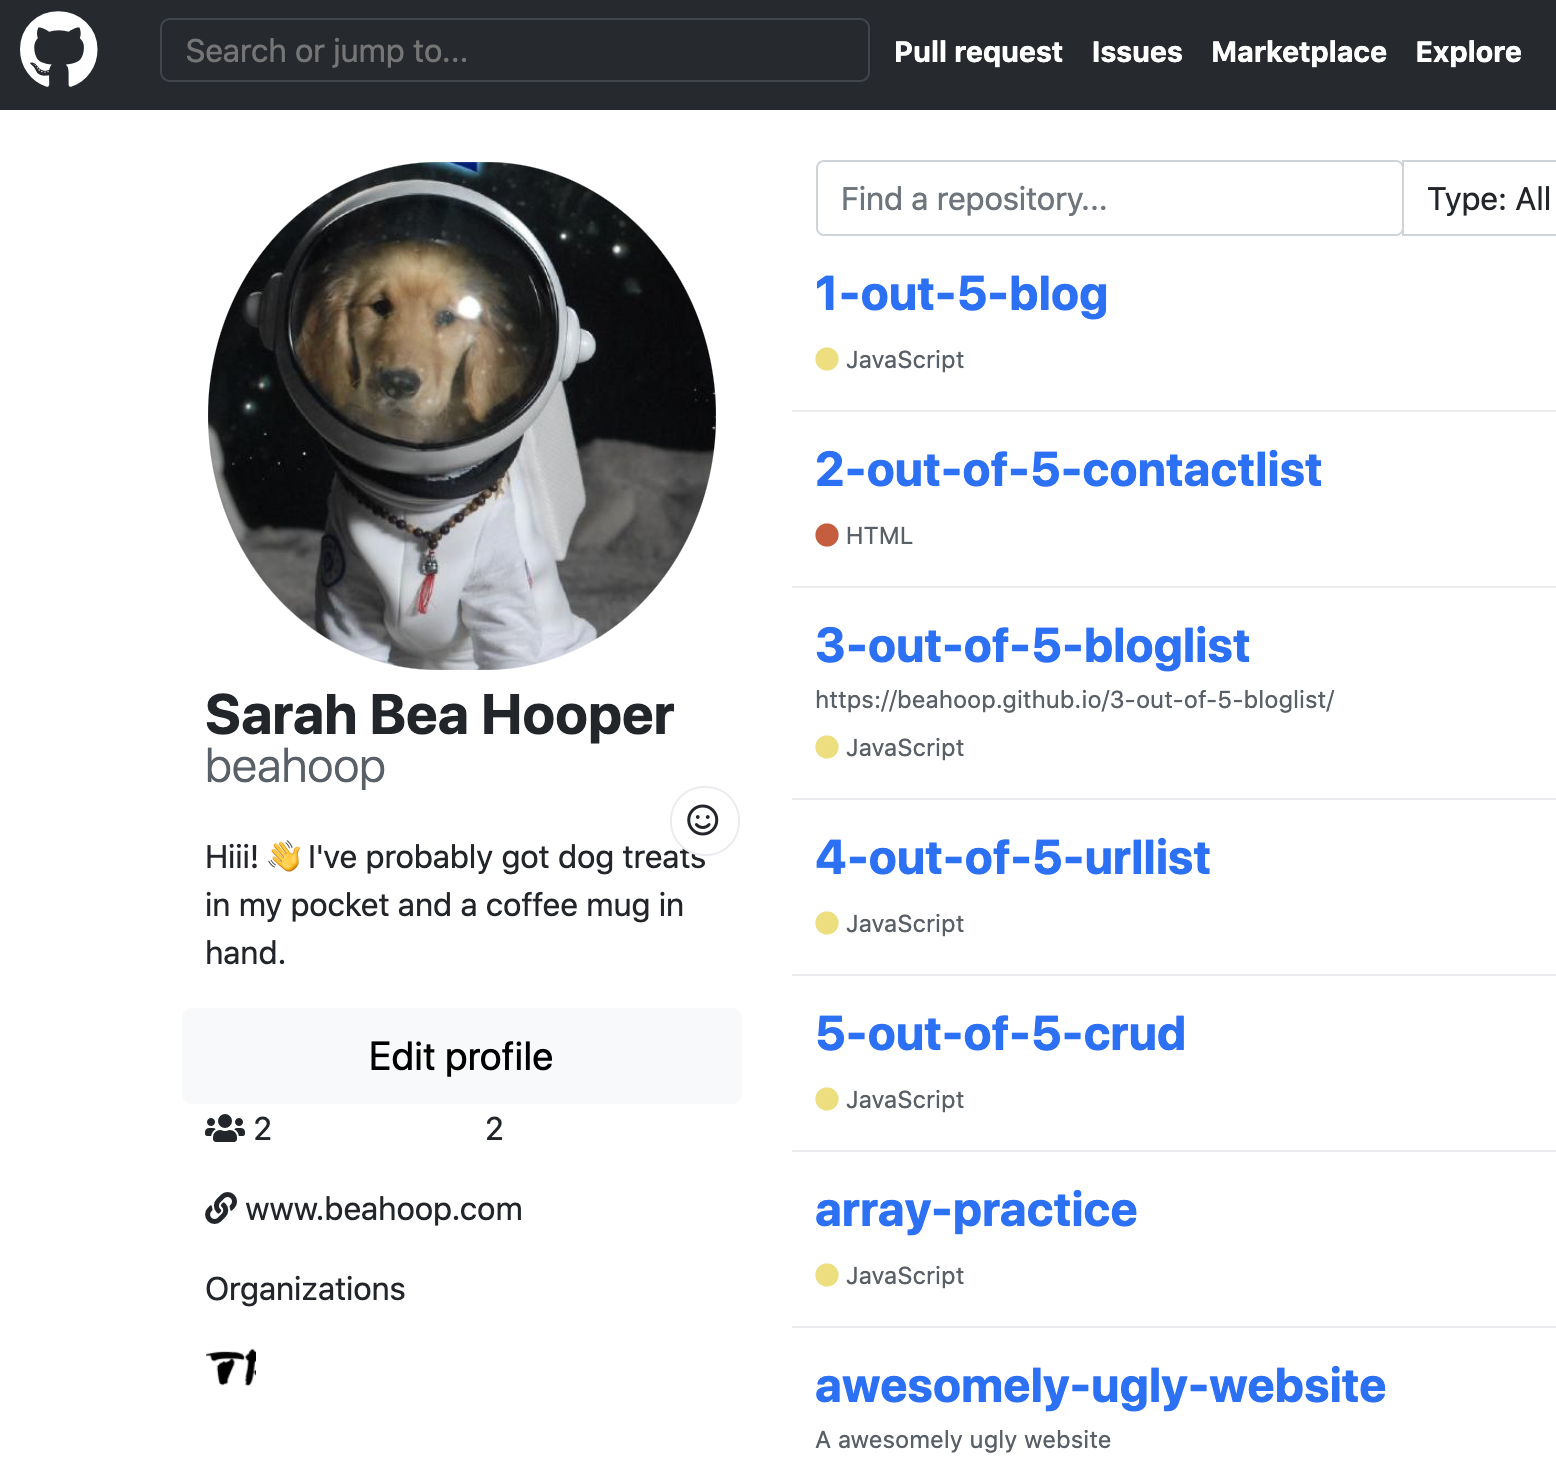 Search or jump to...
Pull request Issues Marketplace Explore
Sarah Bea Hooper
beahoop
Hiii! 👋 I've probably got dog treats
in my pocket and a coffee mug in
hand.
Edit profile
2 2
www.beahoop.com
Organizations
Find a repository...
Type: All
1-out-5-blog
JavaScript
2-out-of-5-contactlist
HTML
3-out-of-5-bloglist
https://beahoop.github.io/3-out-of-5-bloglist/
JavaScript
4-out-of-5-urllist
JavaScript
5-out-of-5-crud
JavaScript
array-practice
JavaScript
awesomely-ugly-website
A awesomely ugly website